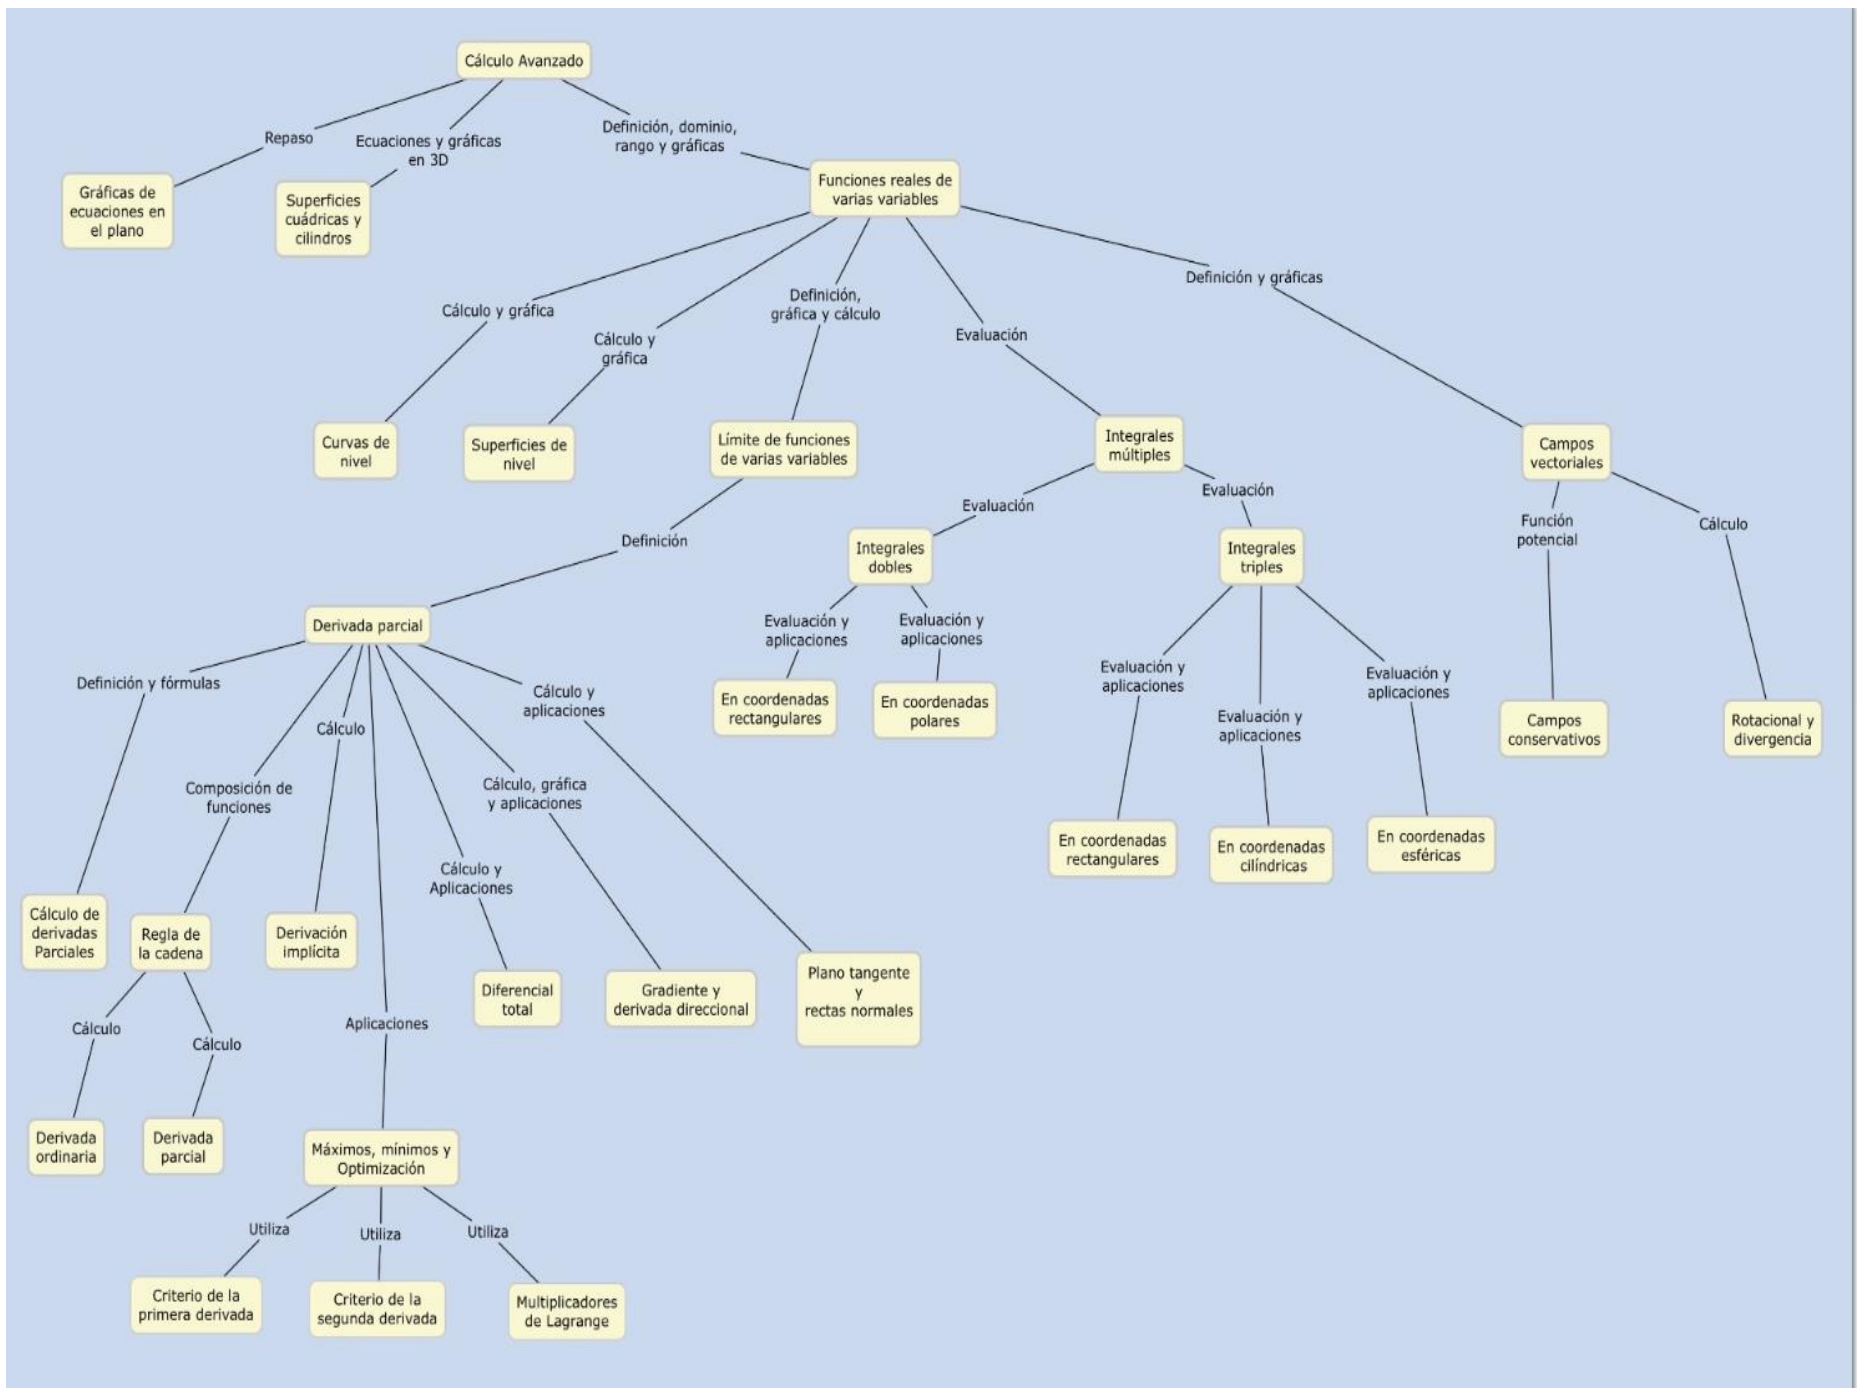 Cálculo Avanzado
Repaso
Ecuaciones y gráficas
en 3D
Definición, dominio,
rango y gráficas
Gráficas de
ecuaciones en
el plano
Superficies
cuádricas y
cilindros
Funciones reales de
varias variables
Cálculo y gráfica
Cálculo y
gráfica
Definición,
gráfica y cálculo
Evaluación
Definición y gráficas
Curvas de
nivel
Superficies de
nivel
Límite de funciones
de varias variables
Integrales
múltiples
Campos
vectoriales
Definición
Evaluación
Evaluación
Función
potencial
Cálculo
Integrales
dobles
Integrales
triples
Derivada parcial
Evaluación y
aplicaciones
Evaluación y
aplicaciones
En coordenadas
rectangulares
En coordenadas
polares
Evaluación y
aplicaciones
Evaluación y
aplicaciones
Evaluación y
aplicaciones
Campos
conservativos
Rotacional y
divergencia
En coordenadas
rectangulares
En coordenadas
cilíndricas
En coordenadas
esféricas
Definición y fórmulas
Composición de
funciones
Cálculo
Aplicaciones
Cálculo y
Aplicaciones
Cálculo, gráfica
y aplicaciones
Cálculo y
aplicaciones
Cálculo de
derivadas
Parciales
Regla de
la cadena
Derivación
implícita
Diferencial
total
Gradiente y
derivada direccional
Plano tangente
y
rectas normales
Cálculo
Cálculo
Derivada
ordinaria
Derivada
parcial
Máximos, mínimos y
Optimización
Utiliza
Utiliza
Utiliza
Criterio de la
primera derivada
Criterio de la
segunda derivada
Multiplicadores
de Lagrange